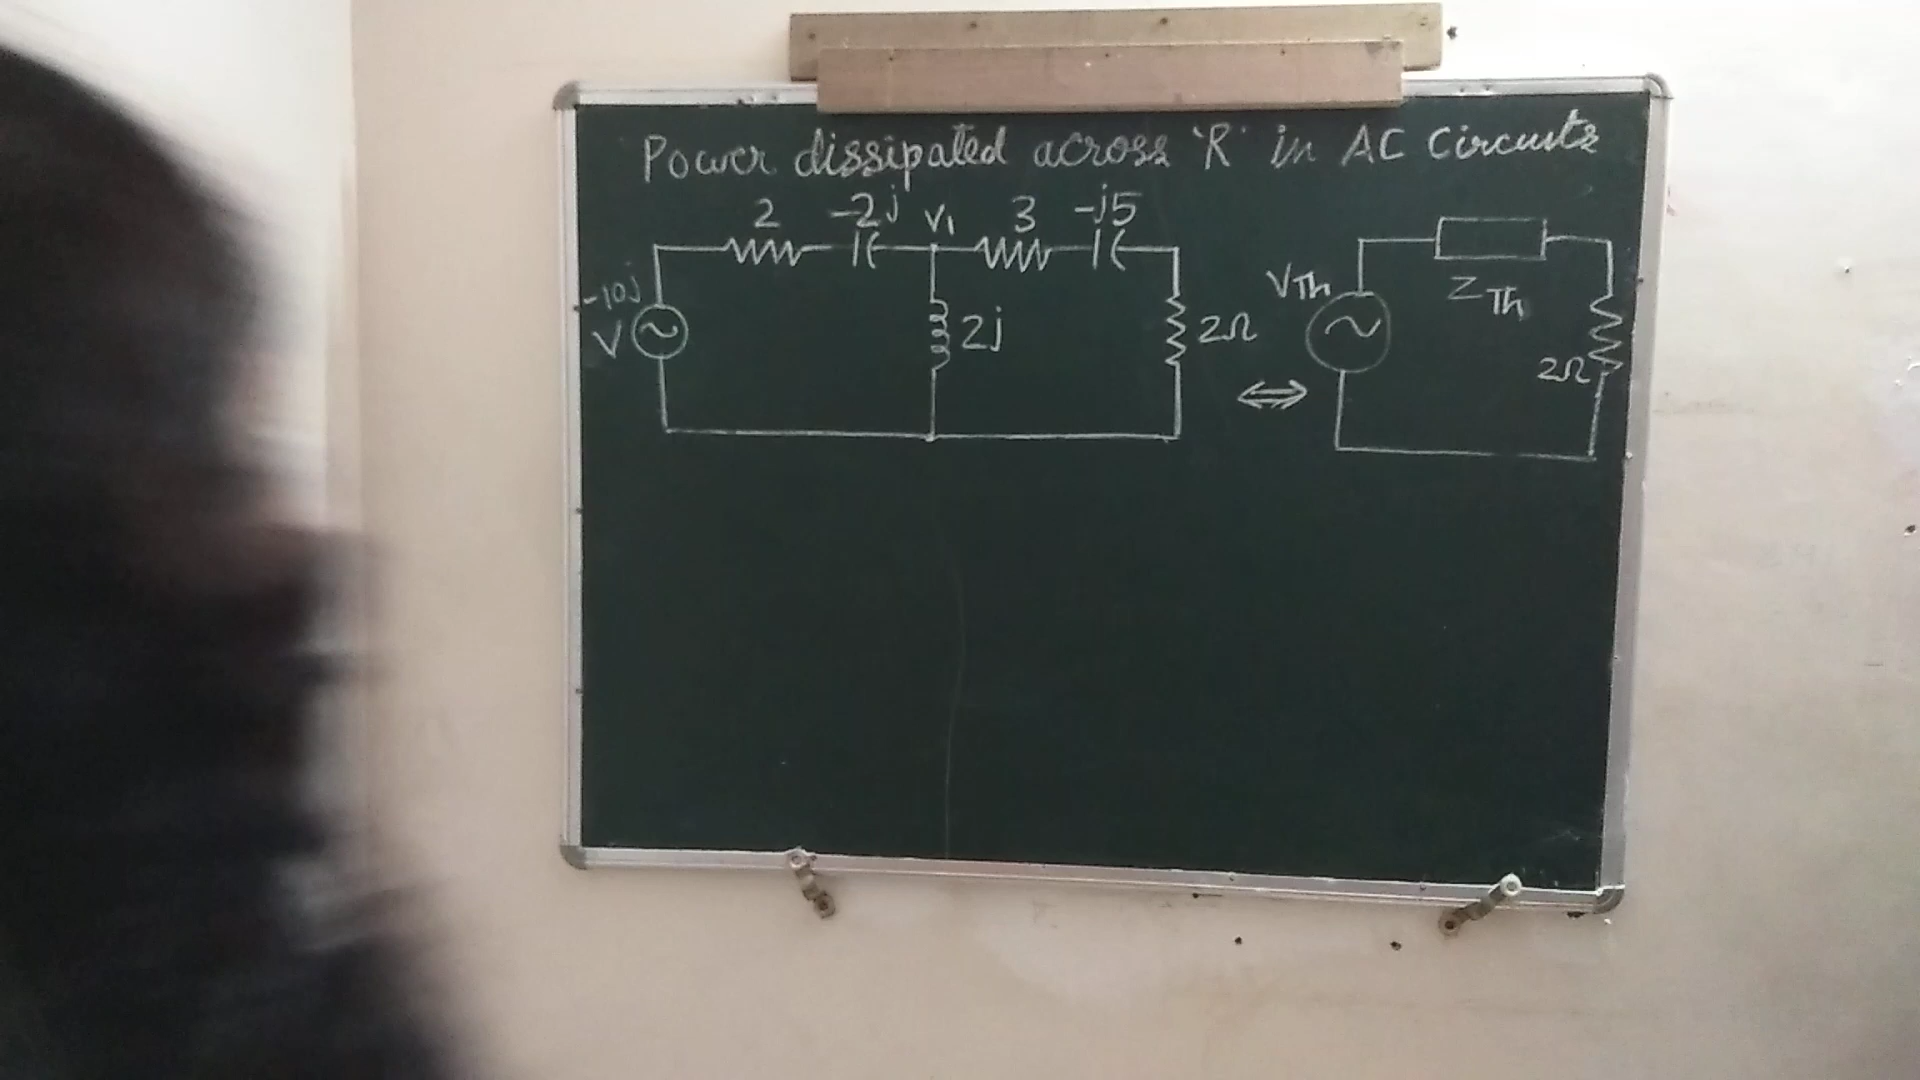 Power dissipated across 'R' in AC Circuits
2 -2j V1 3 -j5
-10j
V
2j
2Ω
VTh
ZTh
2Ω